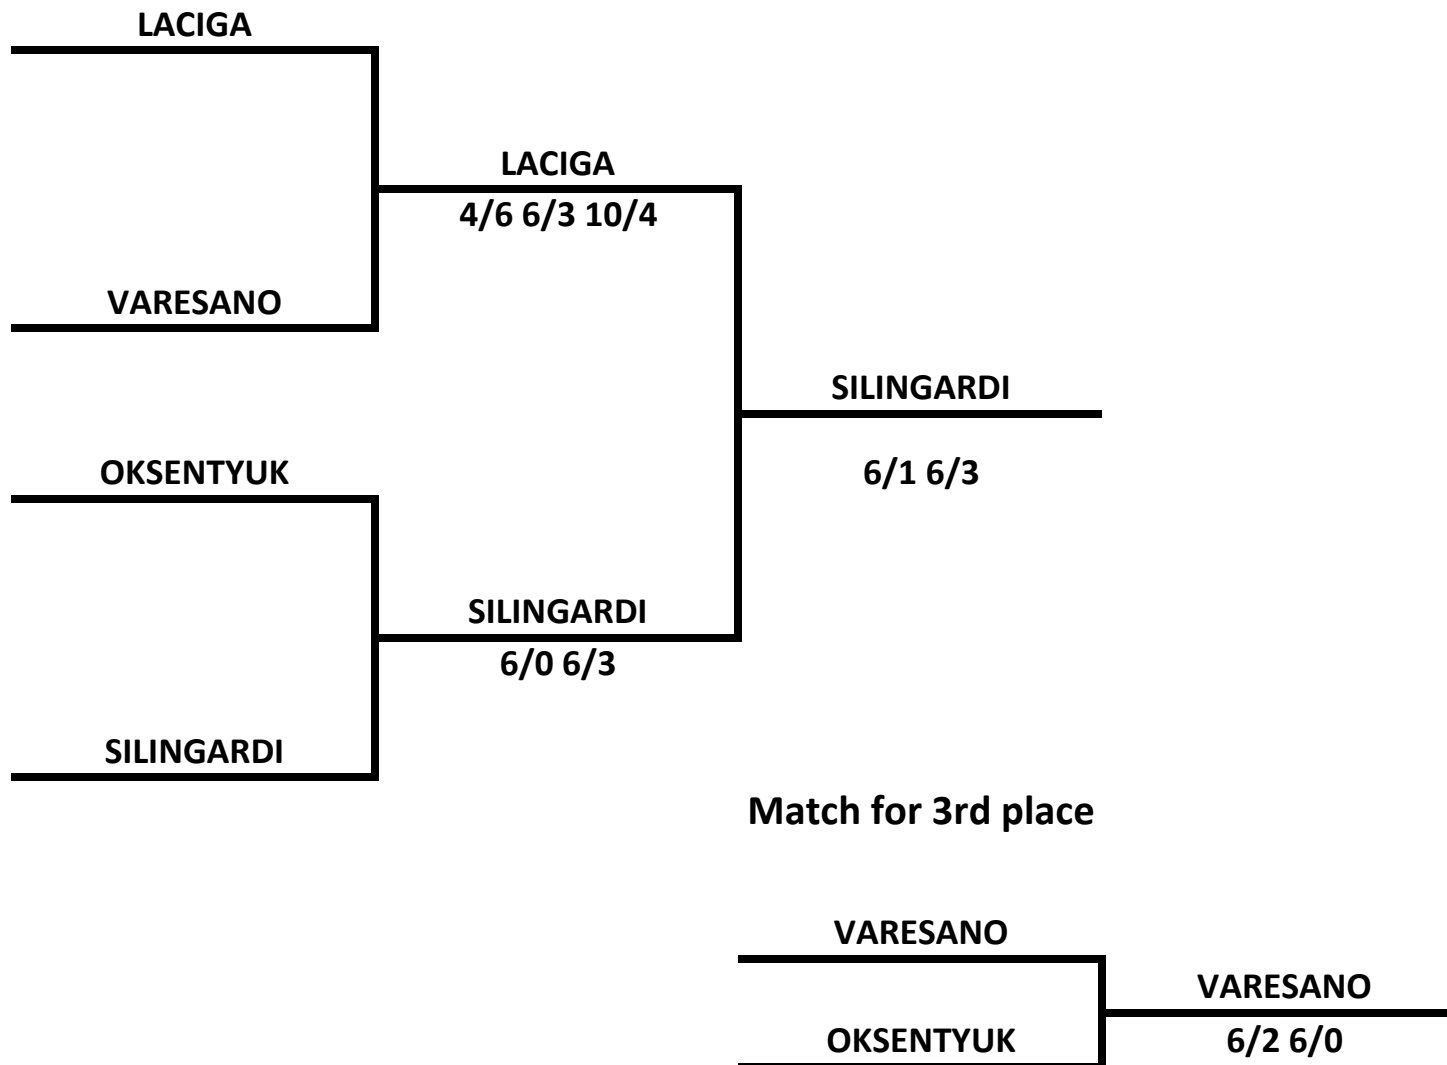 LACIGA
LACIGA
4/6 6/3 10/4
VARESANO
SILINGARDI
6/1 6/3
OKSENTYUK
SILINGARDI
6/0 6/3
SILINGARDI
Match for 3rd place
VARESANO
VARESANO
6/2 6/0
OKSENTYUK